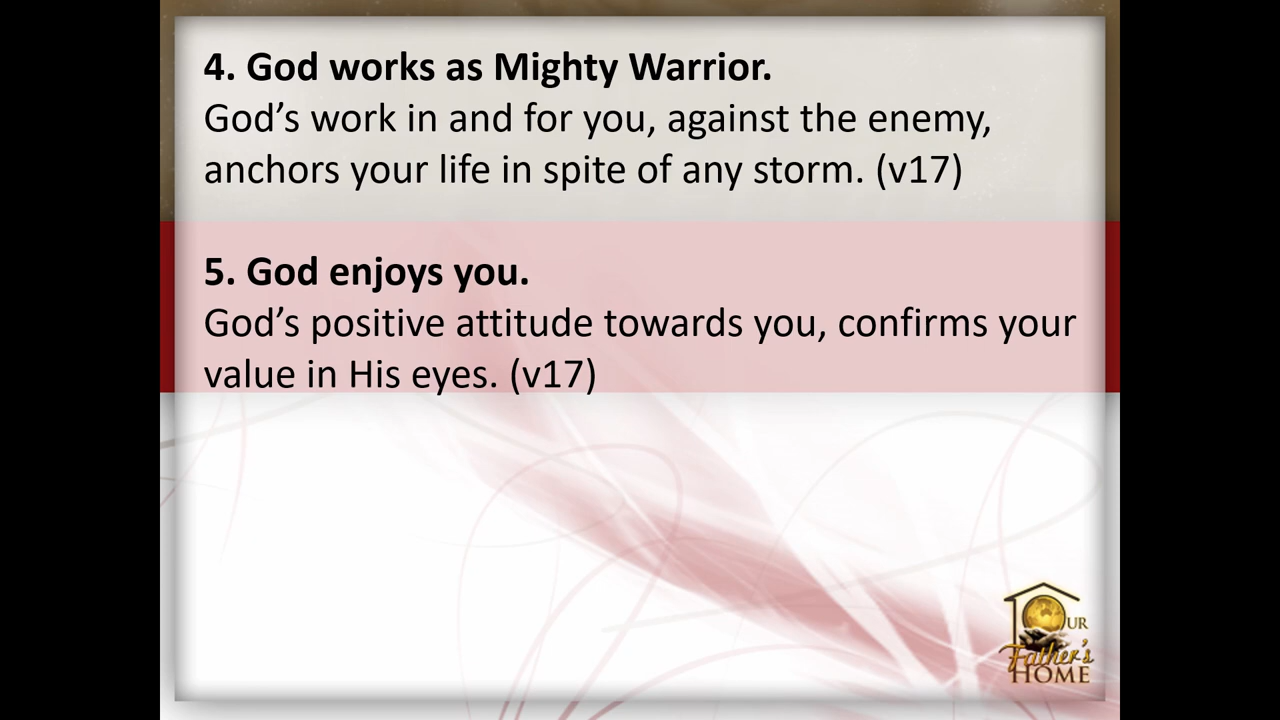 4. God works as Mighty Warrior.
God’s work in and for you, against the enemy,
anchors your life in spite of any storm. (v17)
5. God enjoys you.
God’s positive attitude towards you, confirms your
value in His eyes. (v17)
OUR
Father's
HOME